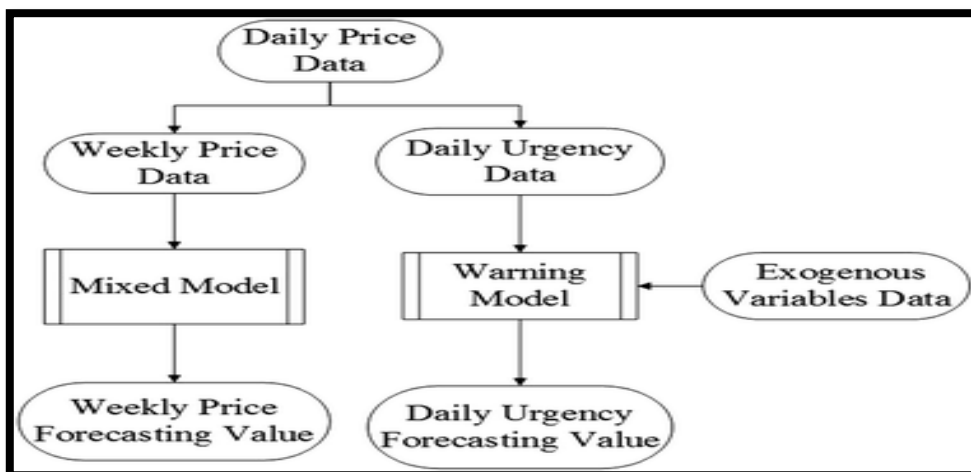 Daily Price
Data
Weekly Price
Data
Daily Urgency
Data
Mixed Model
Warning
Model
Exogenous
Variables Data
Weekly Price
Forecasting Value
Daily Urgency
Forecasting Value